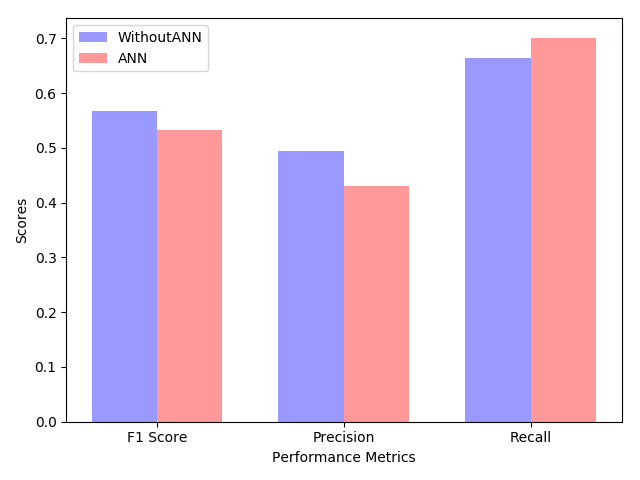 WithoutANN
ANN
0.7
0.6
0.5
0.4
0.3
0.2
0.1
0.0
Scores
F1 Score Precision Recall
Performance Metrics